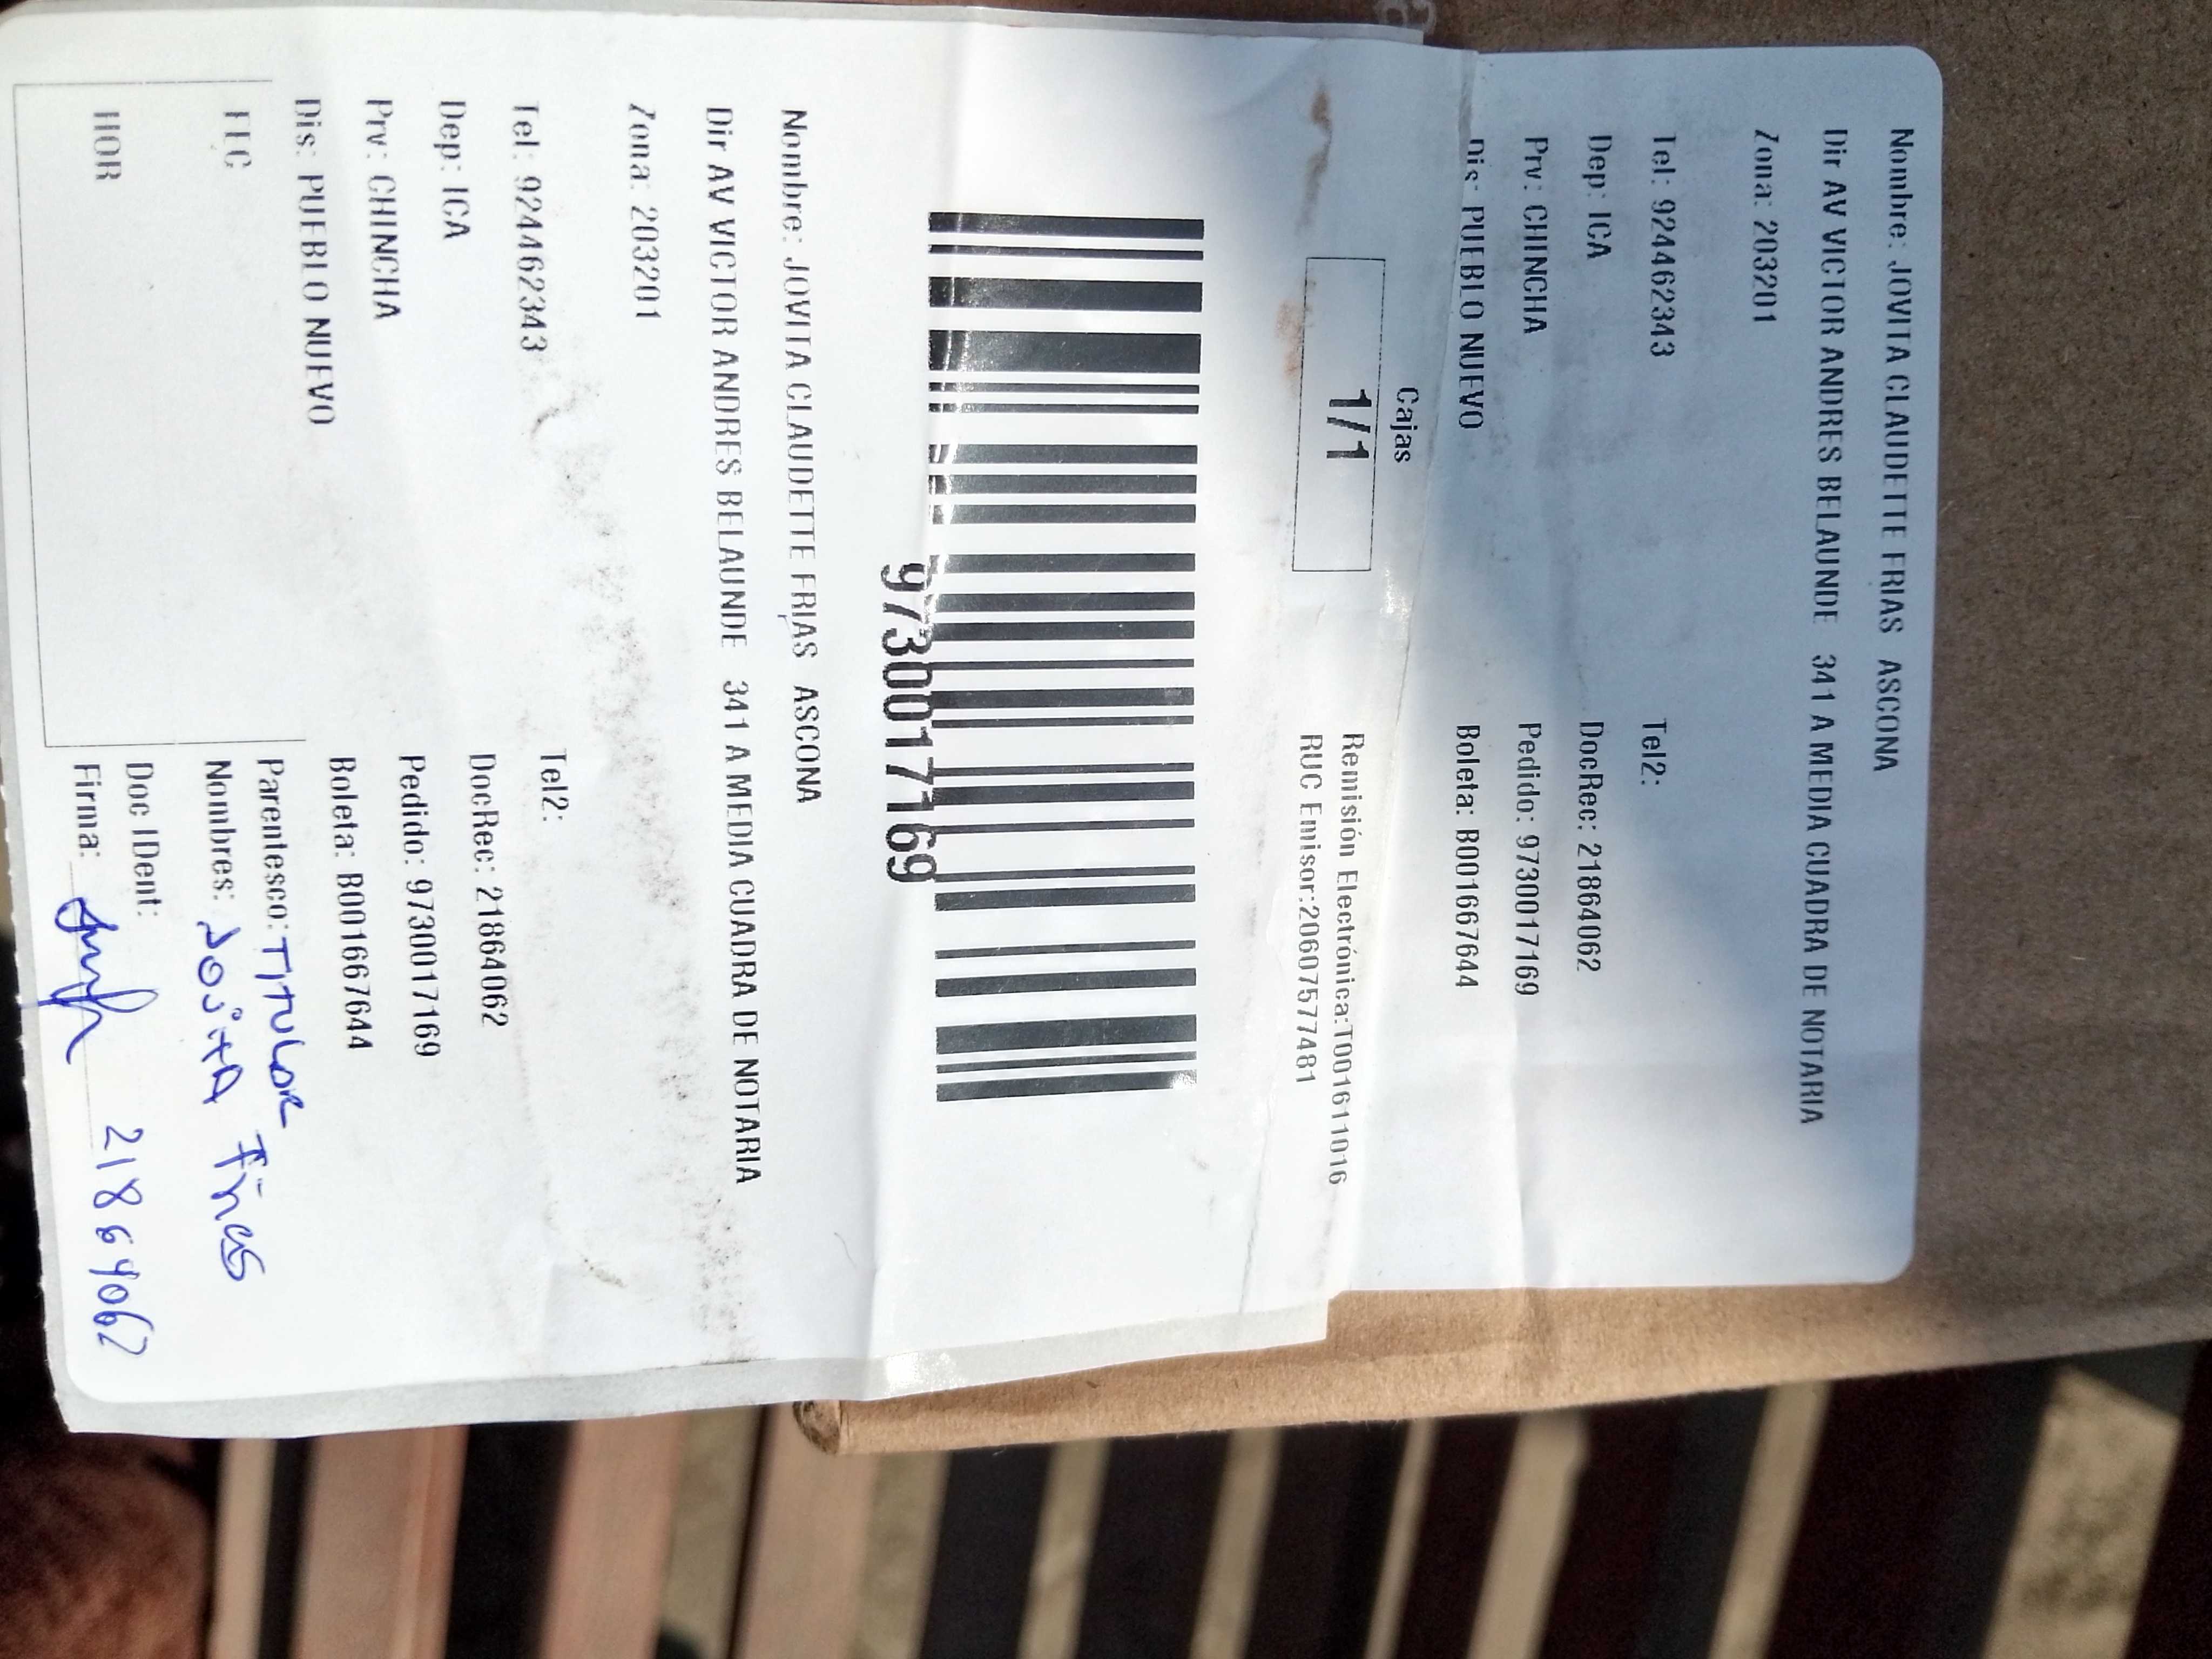 Nombre: JOVITA CLAUDETTE FRIAS ASCONA
Dir AV VICTOR ANDRES BELAUNDE 341 A MEDIA CUADRA DE NOTARIA
Zona: 203201
Tel: 924462343 Tel2:
Dep: ICA DocRec: 21864062
Prv: CHINCHA Pedido: 9730017169
Dis: PUEBLO NUEVO Boleta: B001667644
Cajas
1/1
Remisión Electrónica:T001611016
RUC Emisor:20607577481
9730017169
Nombre: JOVITA CLAUDETTE FRIAS ASCONA
Dir AV VICTOR ANDRES BELAUNDE 341 A MEDIA CUADRA DE NOTARIA
Zona: 203201
Tel: 924462343 Tel2:
Dep: ICA DocRec: 21864062
Prv: CHINCHA Pedido: 9730017169
Dis: PUEBLO NUEVO Boleta: B001667644
Parentesco: TITULAR
FEC Nombres: Jovita Frias
HOR Doc IDent: 21864062
Firma: